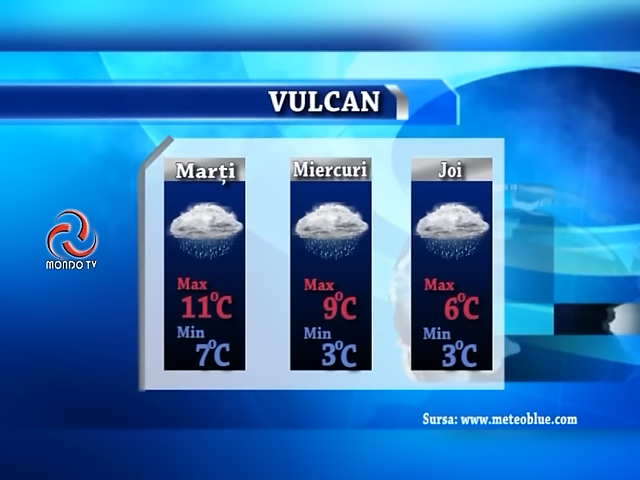 VULCAN
Marți
Miercuri
Joi
Max
11°C
Min
7°C
Max
9°C
Min
3°C
Max
6°C
Min
3°C
MONDO TV
Sursa: www.meteoblue.com